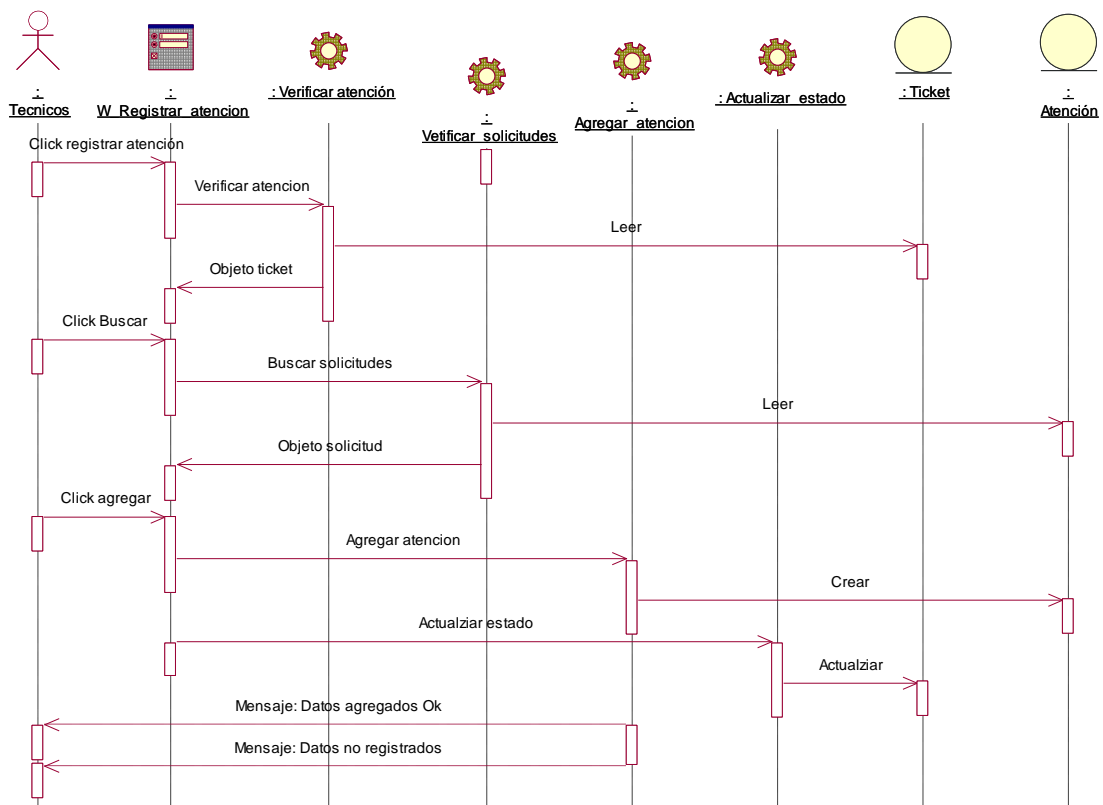 :
Tecnicos
:
W_Registrar_atencion
: Verificar atención
:
Vetificar_solicitudes
:
Agregar_atencion
: Actualizar_estado
: Ticket
:
Atención
Click registrar atención
Verificar atencion
Leer
Objeto ticket
Click Buscar
Buscar solicitudes
Leer
Objeto solicitud
Click agregar
Agregar atencion
Crear
Actualziar estado
Actualziar
Mensaje: Datos agregados Ok
Mensaje: Datos no registrados